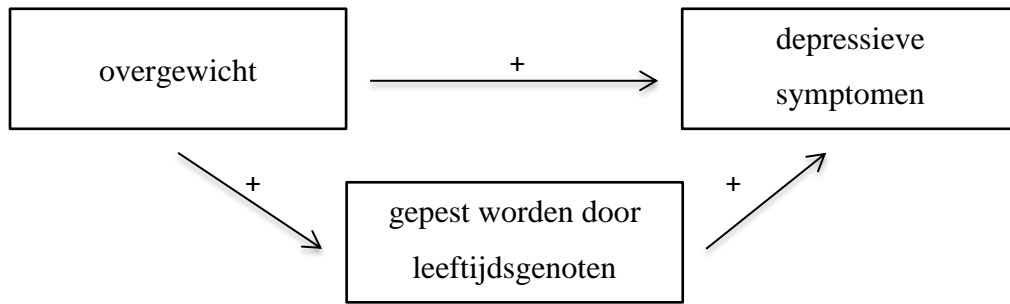 overgewicht
+
depressieve
symptomen
+
+
gepest worden door
leeftijdsgenoten